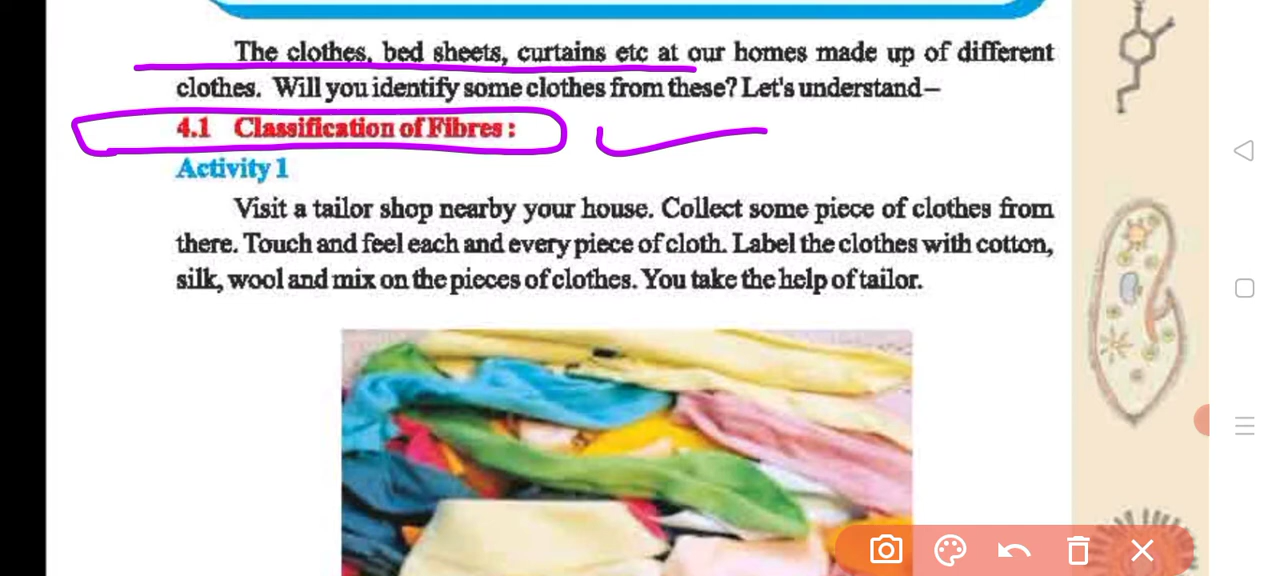 The clothes, bed sheets, curtains etc at our homes made up of different
clothes. Will you identify some clothes from these? Let's understand–
4.1 Classification of Fibres :
Activity 1
Visit a tailor shop nearby your house. Collect some piece of clothes from
there. Touch and feel each and every piece of cloth. Label the clothes with cotton,
silk, wool and mix on the pieces of clothes. You take the help of tailor.